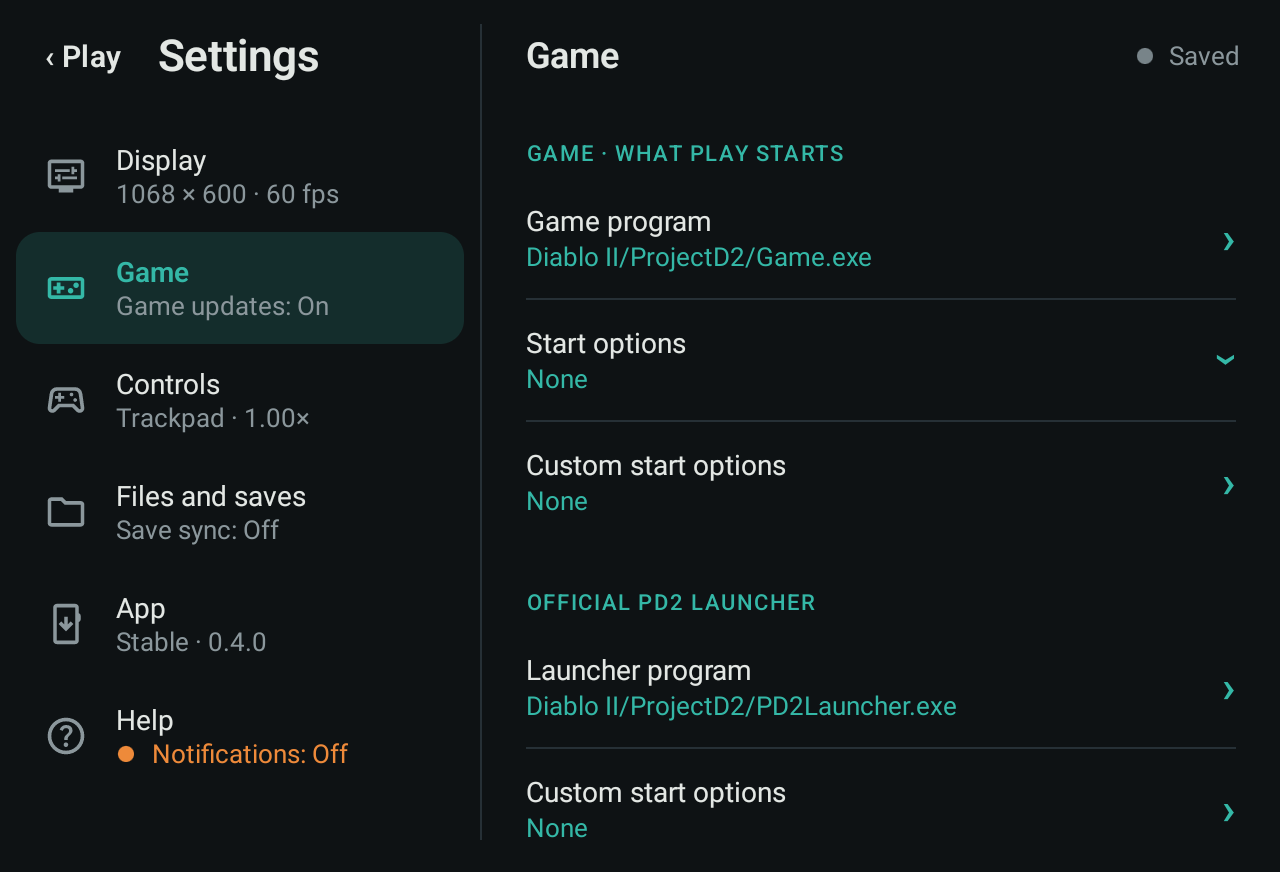 ‹ Play
Settings
Display
1068 × 600 · 60 fps
Game
Game updates: On
Controls
Trackpad · 1.00×
Files and saves
Save sync: Off
App
Stable · 0.4.0
Help
Notifications: Off
Game
Saved
GAME · WHAT PLAY STARTS
Game program
Diablo II/ProjectD2/Game.exe
Start options
None
Custom start options
None
OFFICIAL PD2 LAUNCHER
Launcher program
Diablo II/ProjectD2/PD2Launcher.exe
Custom start options
None